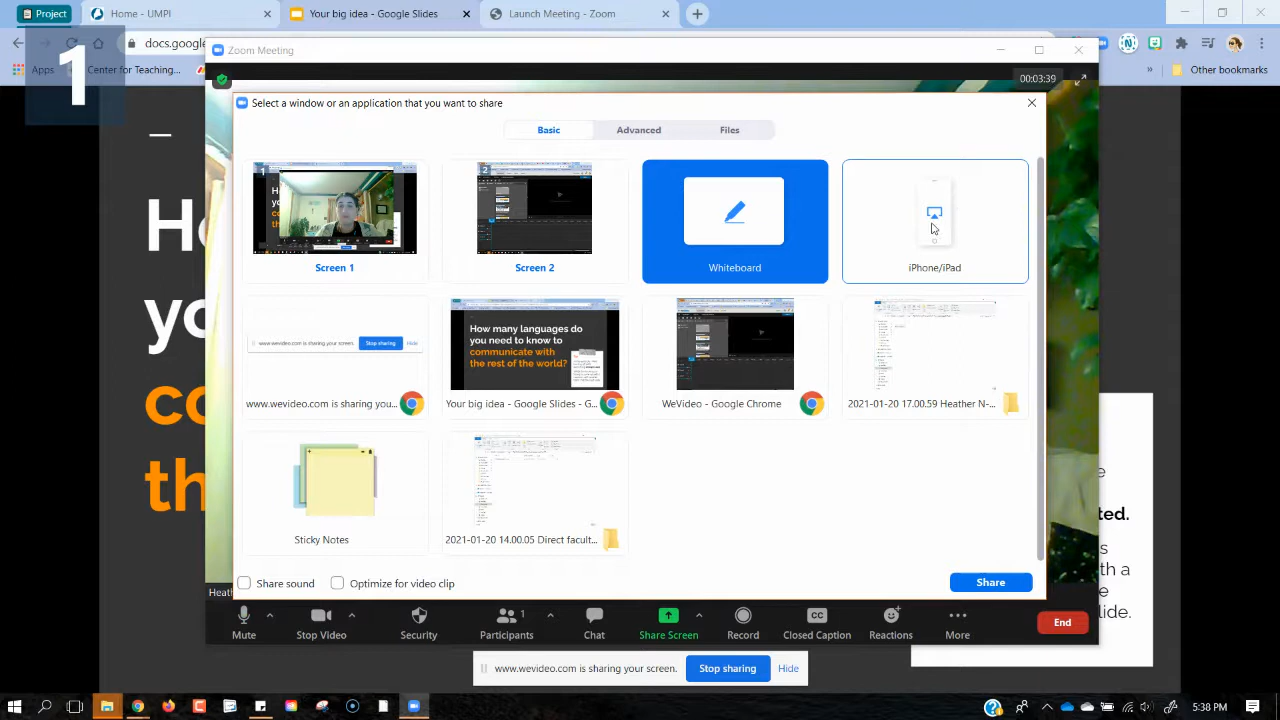 Project
Home - UMPI
Your big idea - Google Slides
Launch Meeting - Zoom
docs.google
Zoom Meeting
Apps
Center for Teaching...
Other Bookmarks
1
00:03:39
Select a window or an application that you want to share
Basic
Advanced
Files
Screen 1
Screen 2
Whiteboard
iPhone/iPad
www.wevideo.com is sharing your screen.
Stop sharing
Hide
How many languages do
you need to know to
communicate with
the rest of the world?
www.wevideo.com is sharing you...
Your big idea - Google Slides - G...
WeVideo - Google Chrome
2021-01-20 17.00.59 Heather N-...
Sticky Notes
2021-01-20 14.00.05 Direct facult...
Share sound
Optimize for video clip
Share
Heath
Mute
Stop Video
Security
Participants
1
Chat
Share Screen
Record
Closed Caption
Reactions
More
End
www.wevideo.com is sharing your screen.
Stop sharing
Hide
5:38 PM